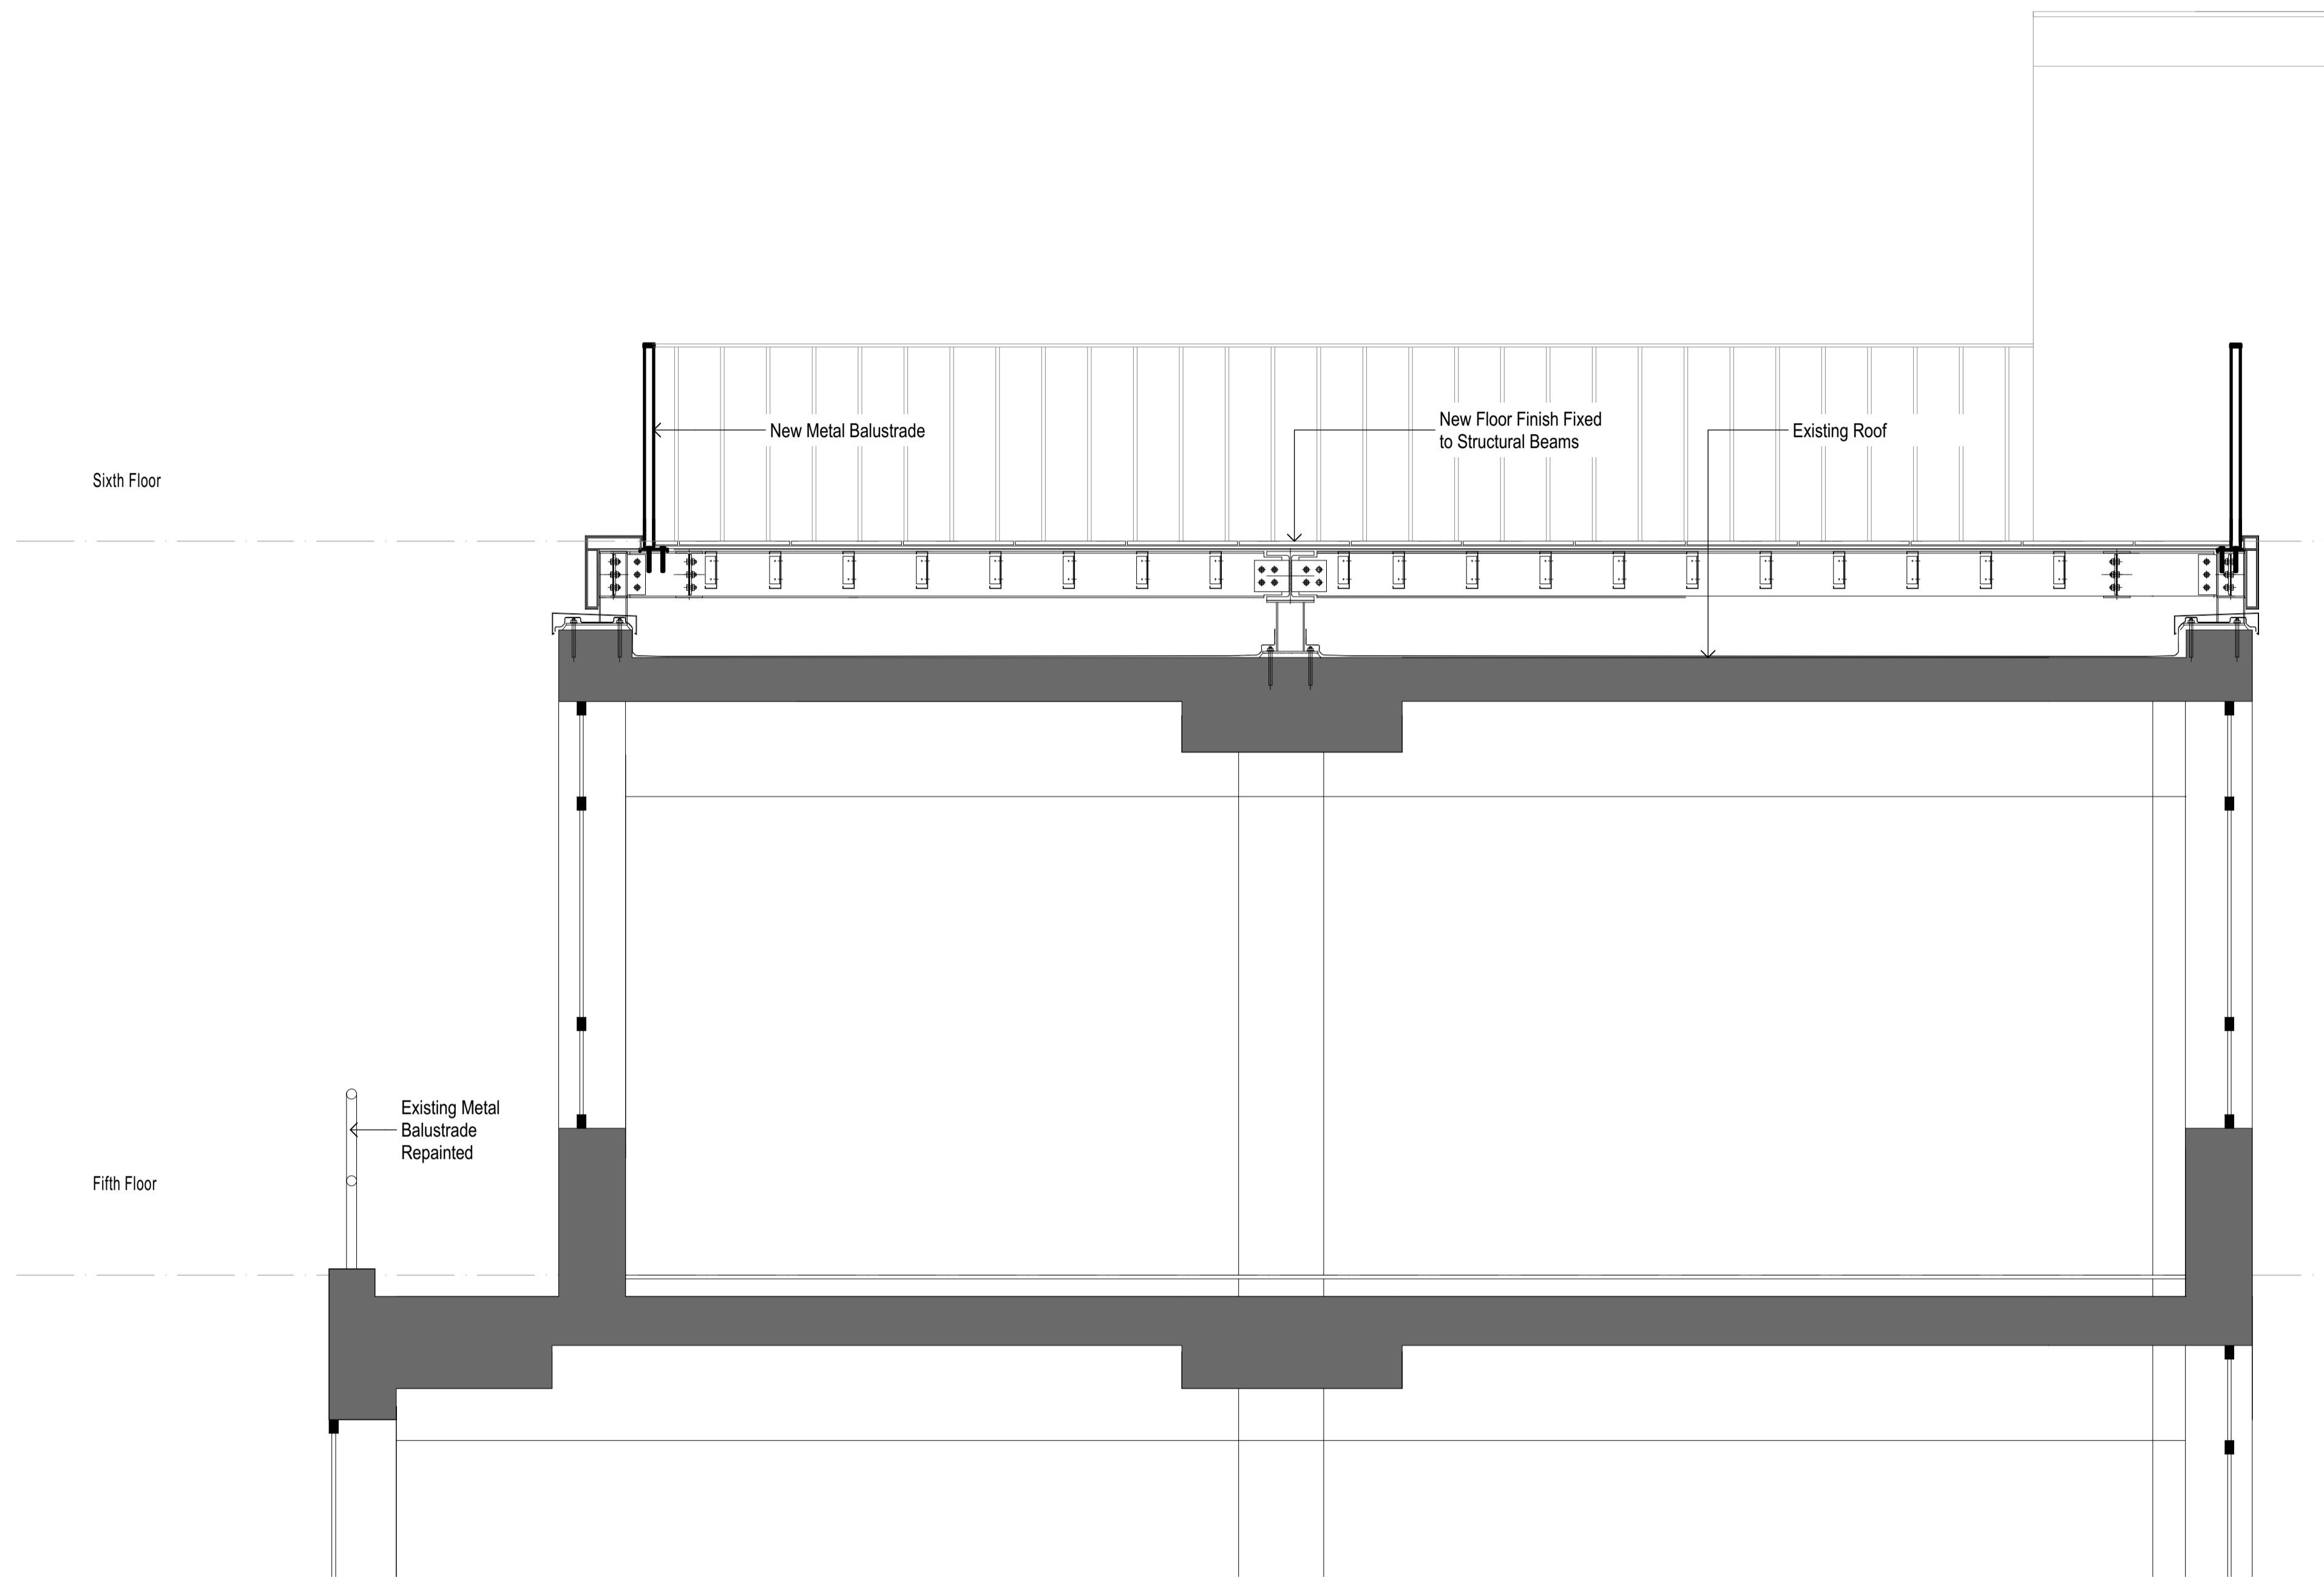 New Floor Finish Fixed
to Structural Beams
New Metal Balustrade
Existing Roof
Sixth Floor
Existing Metal
Balustrade
Repainted
Fifth Floor